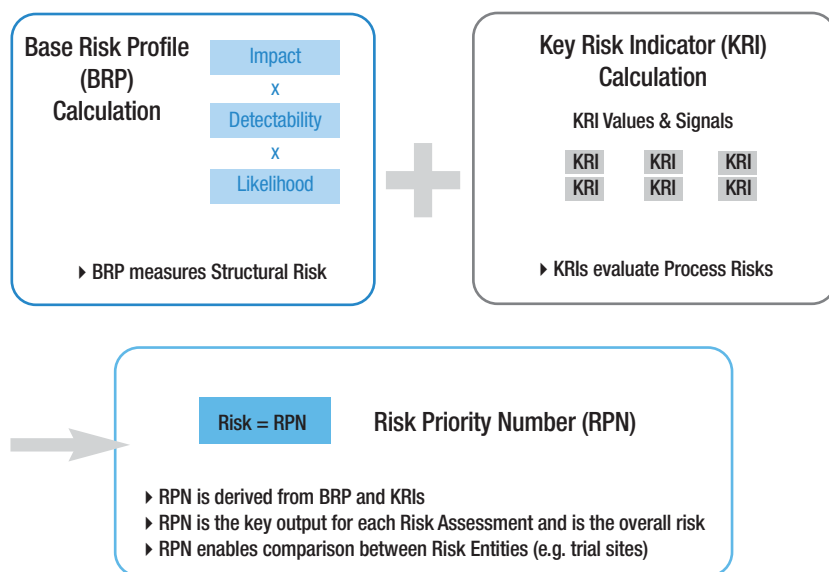 Base Risk Profile
(BRP)
Calculation
Impact
x
Detectability
x
Likelihood
BRP measures Structural Risk
Key Risk Indicator (KRI)
Calculation
KRI Values & Signals
KRI KRI KRI
KRI KRI KRI
KRIs evaluate Process Risks
Risk = RPN
Risk Priority Number (RPN)
RPN is derived from BRP and KRIs
RPN is the key output for each Risk Assessment and is the overall risk
RPN enables comparison between Risk Entities (e.g. trial sites)